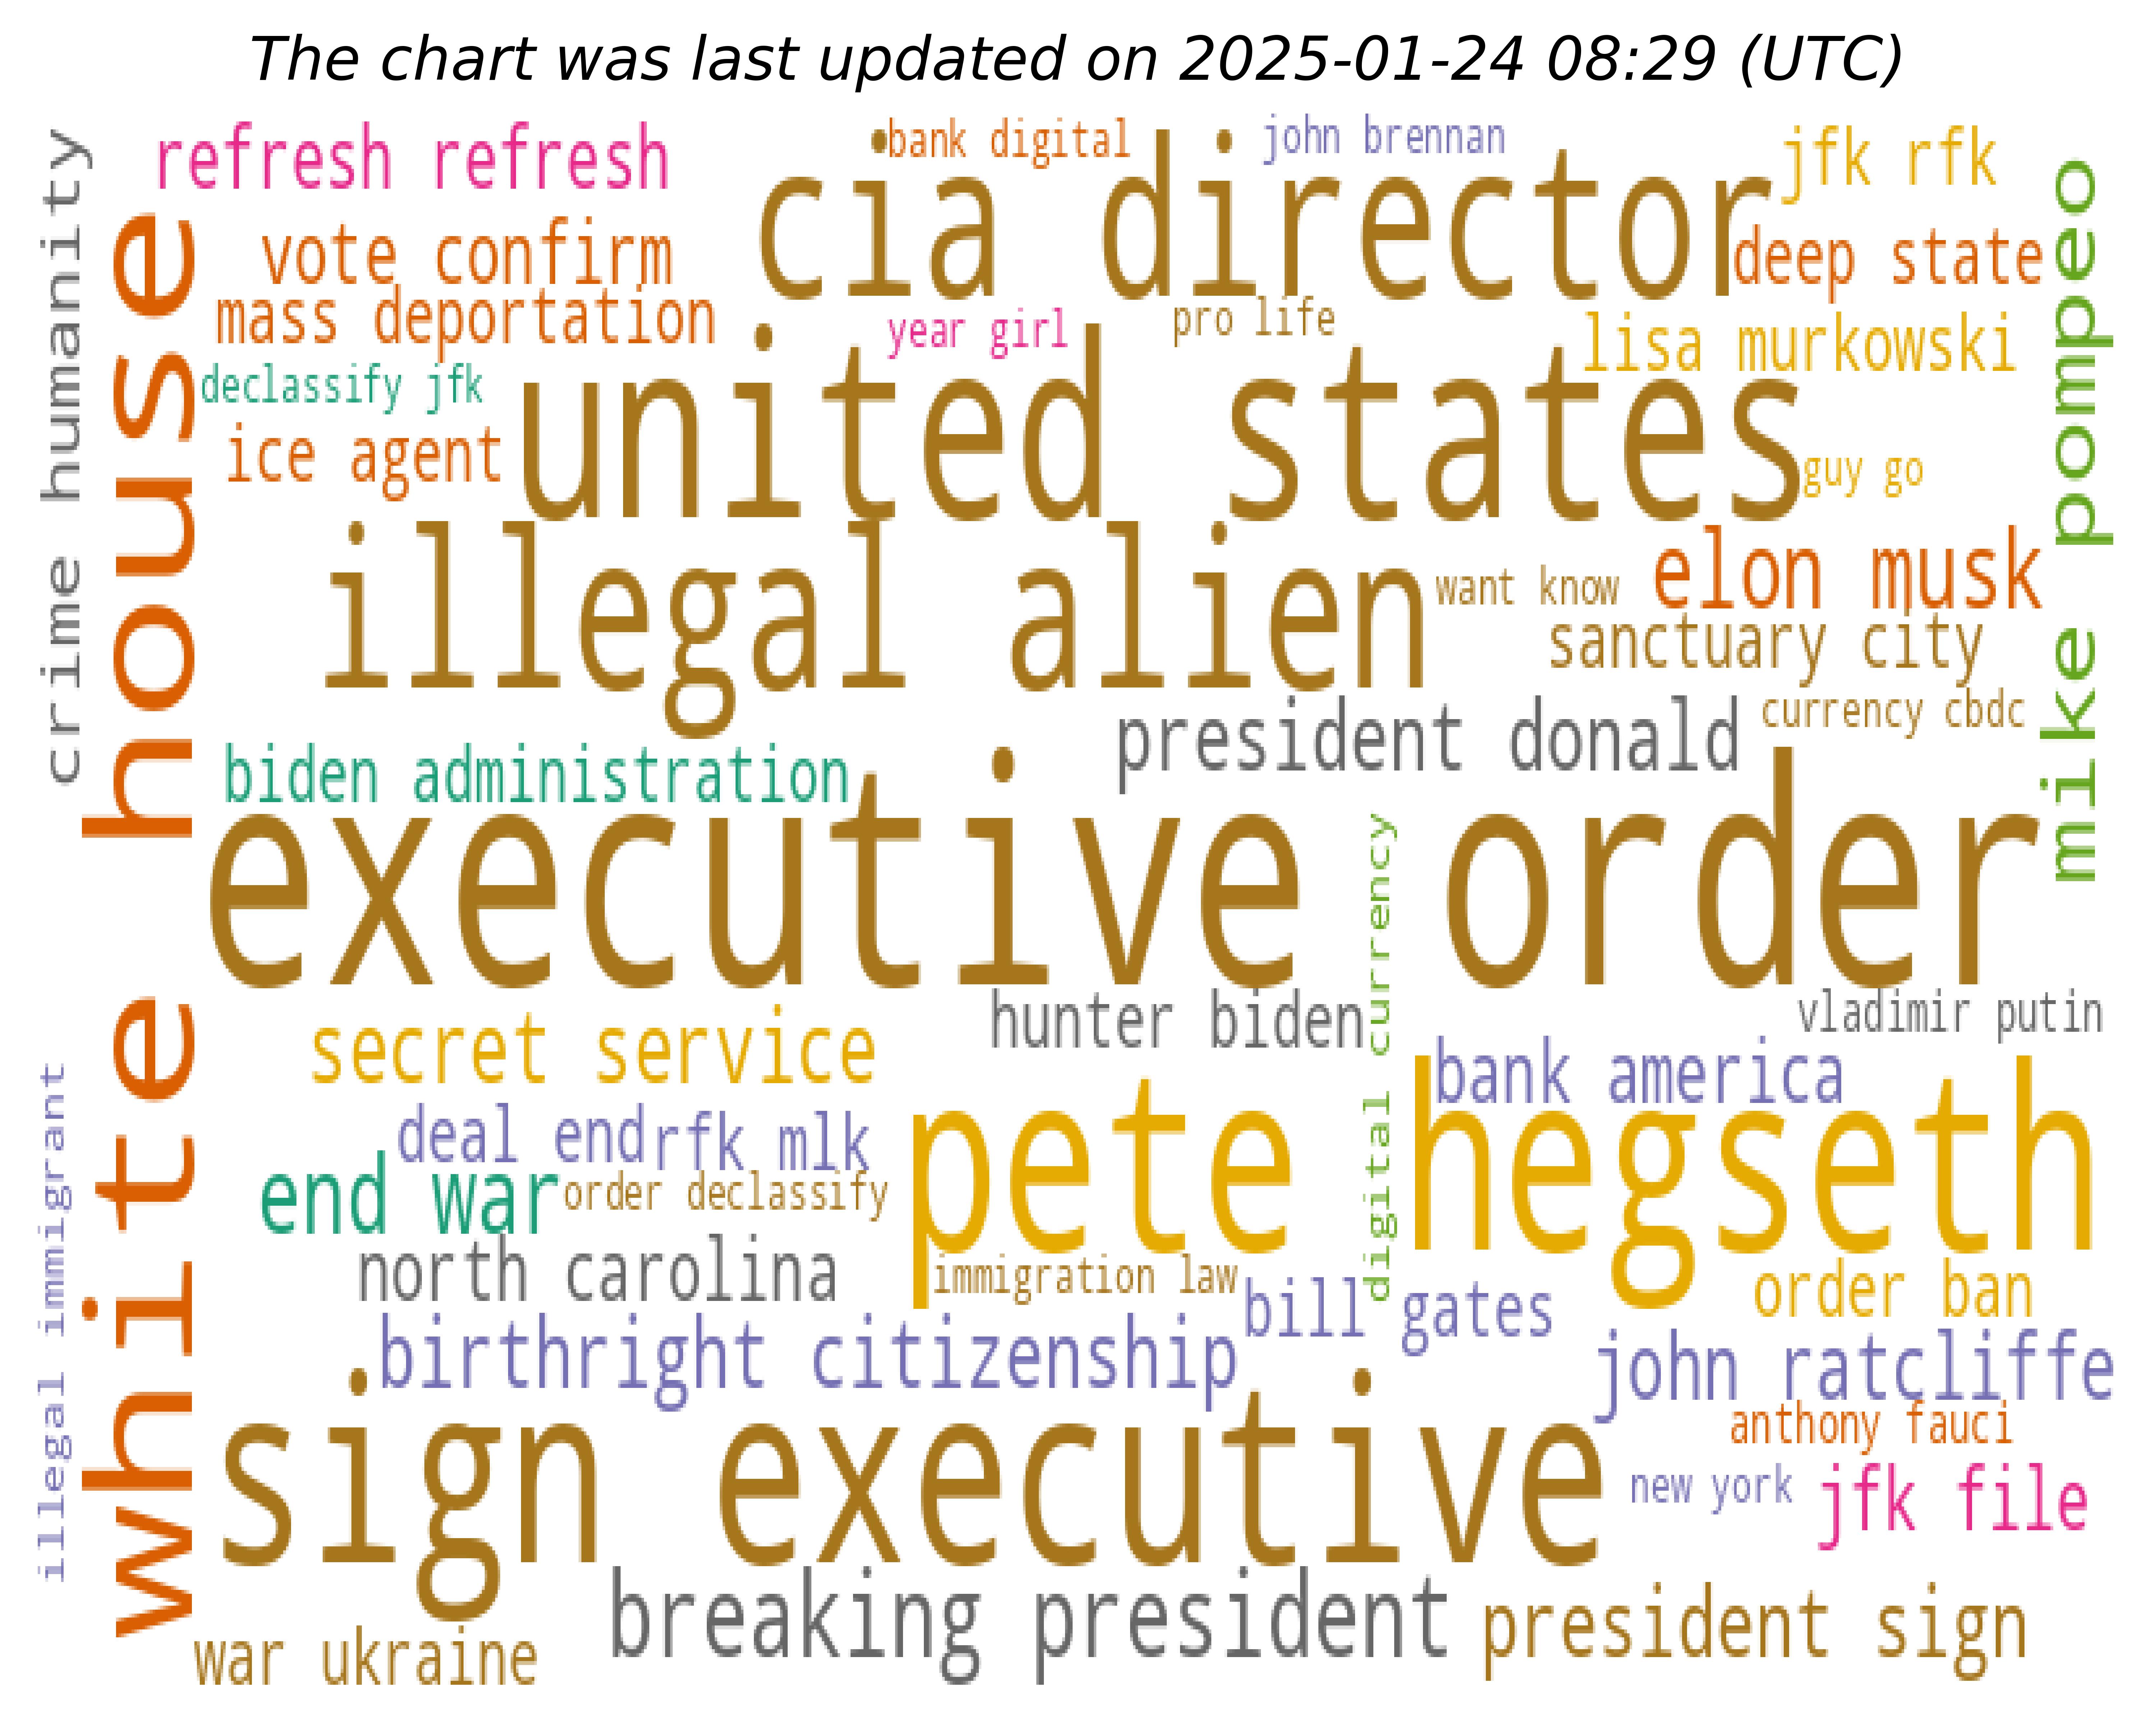 The chart was last updated on 2025-01-24 08:29 (UTC)
crime humanity
refresh refresh
bank digital
john brennan
jfk rfk
cia director
vote confirm
deep state
mike pompeo
white house
mass deportation
year girl
pro life
lisa murkowski
declassify jfk
united states
ice agent
guy go
illegal alien
want know
elon musk
sanctuary city
president donald
currency cbdc
biden administration
executive order
digital currency
hunter biden
vladimir putin
secret service
bank america
pete hegseth
illegal immigrant
deal end
rfk mlk
end war
order declassify
north carolina
immigration law
bill gates
order ban
birthright citizenship
john ratcliffe
anthony fauci
sign executive
new york
jfk file
breaking president
president sign
war ukraine